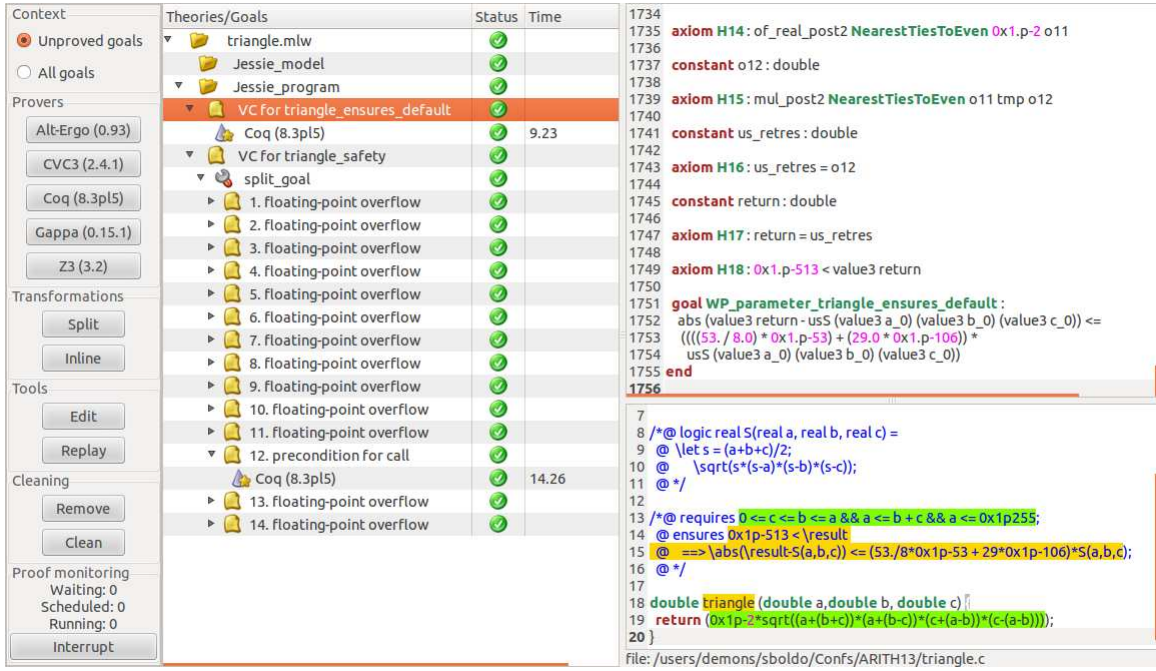 Context
Unproved goals
All goals
Provers
Alt-Ergo (0.93)
CVC3 (2.4.1)
Coq (8.3pl5)
Gappa (0.15.1)
Z3 (3.2)
Transformations
Split
Inline
Tools
Edit
Replay
Cleaning
Remove
Clean
Proof monitoring
Waiting: 0
Scheduled: 0
Running: 0
Interrupt
Theories/Goals Status Time
triangle.mlw
Jessie_model
Jessie_program
VC for triangle_ensures_default
Coq (8.3pl5) 9.23
VC for triangle_safety
split_goal
1. floating-point overflow
2. floating-point overflow
3. floating-point overflow
4. floating-point overflow
5. floating-point overflow
6. floating-point overflow
7. floating-point overflow
8. floating-point overflow
9. floating-point overflow
10. floating-point overflow
11. floating-point overflow
12. precondition for call
Coq (8.3pl5) 14.26
13. floating-point overflow
14. floating-point overflow
1734
1735 axiom H14 : of_real_post2 NearestTiesToEven 0x1.p-2 o11
1736
1737 constant o12 : double
1738
1739 axiom H15 : mul_post2 NearestTiesToEven o11 tmp o12
1740
1741 constant us_retres : double
1742
1743 axiom H16 : us_retres = o12
1744
1745 constant return : double
1746
1747 axiom H17 : return = us_retres
1748
1749 axiom H18 : 0x1.p-513 < value3 return
1750
1751 goal WP_parameter_triangle_ensures_default :
1752 abs (value3 return - usS (value3 a_0) (value3 b_0) (value3 c_0)) <=
1753 ((((53. / 8.0) * 0x1.p-53) + (29.0 * 0x1.p-106)) *
1754 usS (value3 a_0) (value3 b_0) (value3 c_0))
1755 end
1756
7
8 /*@ logic real S(real a, real b, real c) =
9 @ \let s = (a+b+c)/2;
10 @ \sqrt(s*(s-a)*(s-b)*(s-c));
11 @ */
12
13 /*@ requires 0 <= c <= b <= a && a <= b + c && a <= 0x1p255;
14 @ ensures 0x1p-513 < \result
15 @ ==> \abs(\result-S(a,b,c)) <= (53./8*0x1p-53 + 29*0x1p-106)*S(a,b,c);
16 @ */
17
18 double triangle (double a,double b, double c) {
19 return (0x1p-2*sqrt((a+(b+c))*(a+(b-c))*(c+(a-b))*(c-(a-b))));
20 }
file: /users/demons/sboldo/Confs/ARITH13/triangle.c